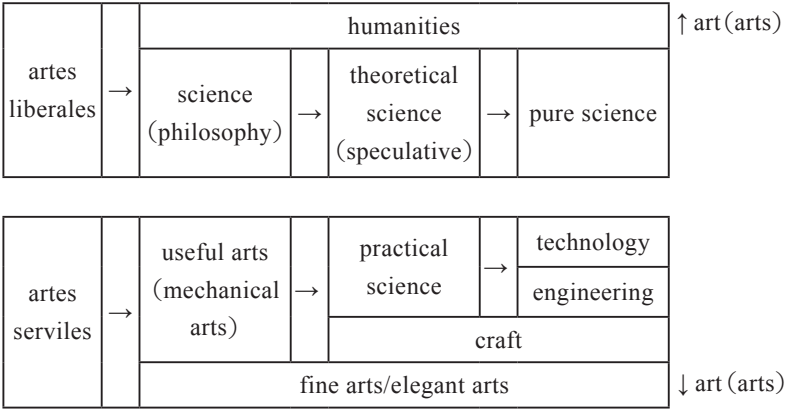 humanities
↑ art (arts)
artes
liberales
→
science
(philosophy)
→
theoretical
science
(speculative)
→
pure science
artes
serviles
→
useful arts
(mechanical
arts)
→
practical
science
→
technology
engineering
craft
fine arts/elegant arts
↓ art (arts)